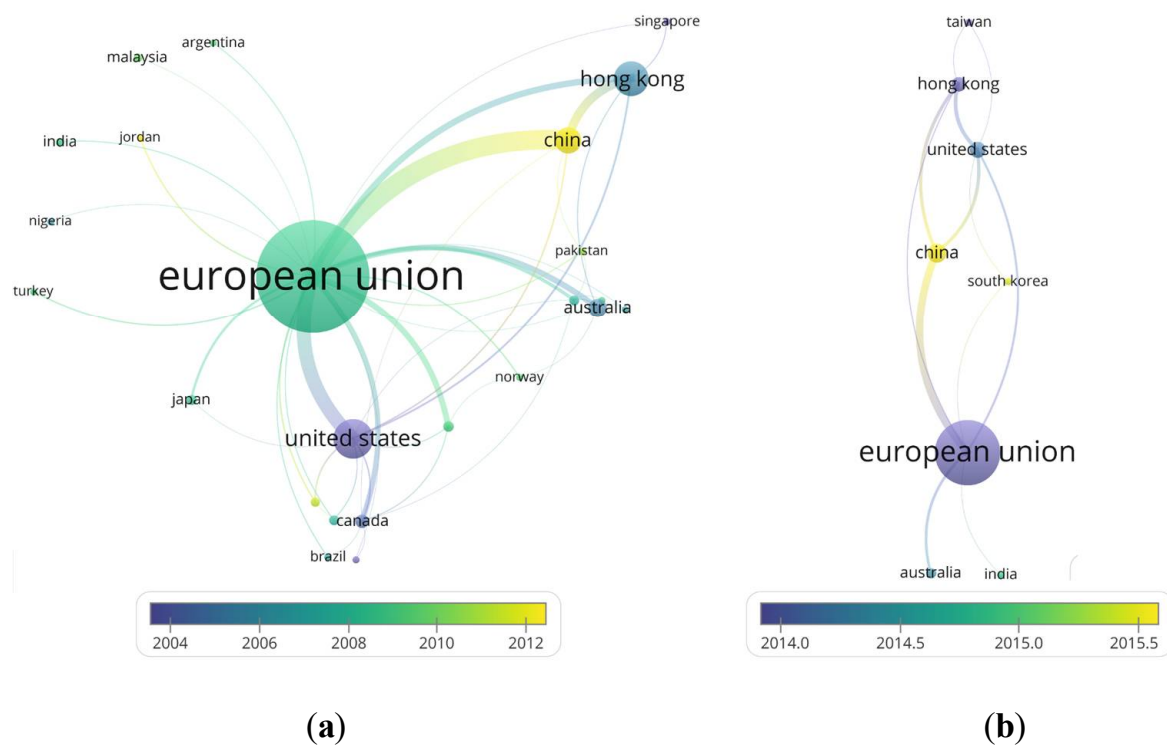 singapore
argentina
malaysia
hong kong
india
jordan
china
nigeria
pakistan
european union
turkey
australia
norway
japan
united states
canada
brazil
2004 2006 2008 2010 2012
(a)
taiwan
hong kong
united states
china
south korea
european union
australia
india
2014.0 2014.5 2015.0 2015.5
(b)